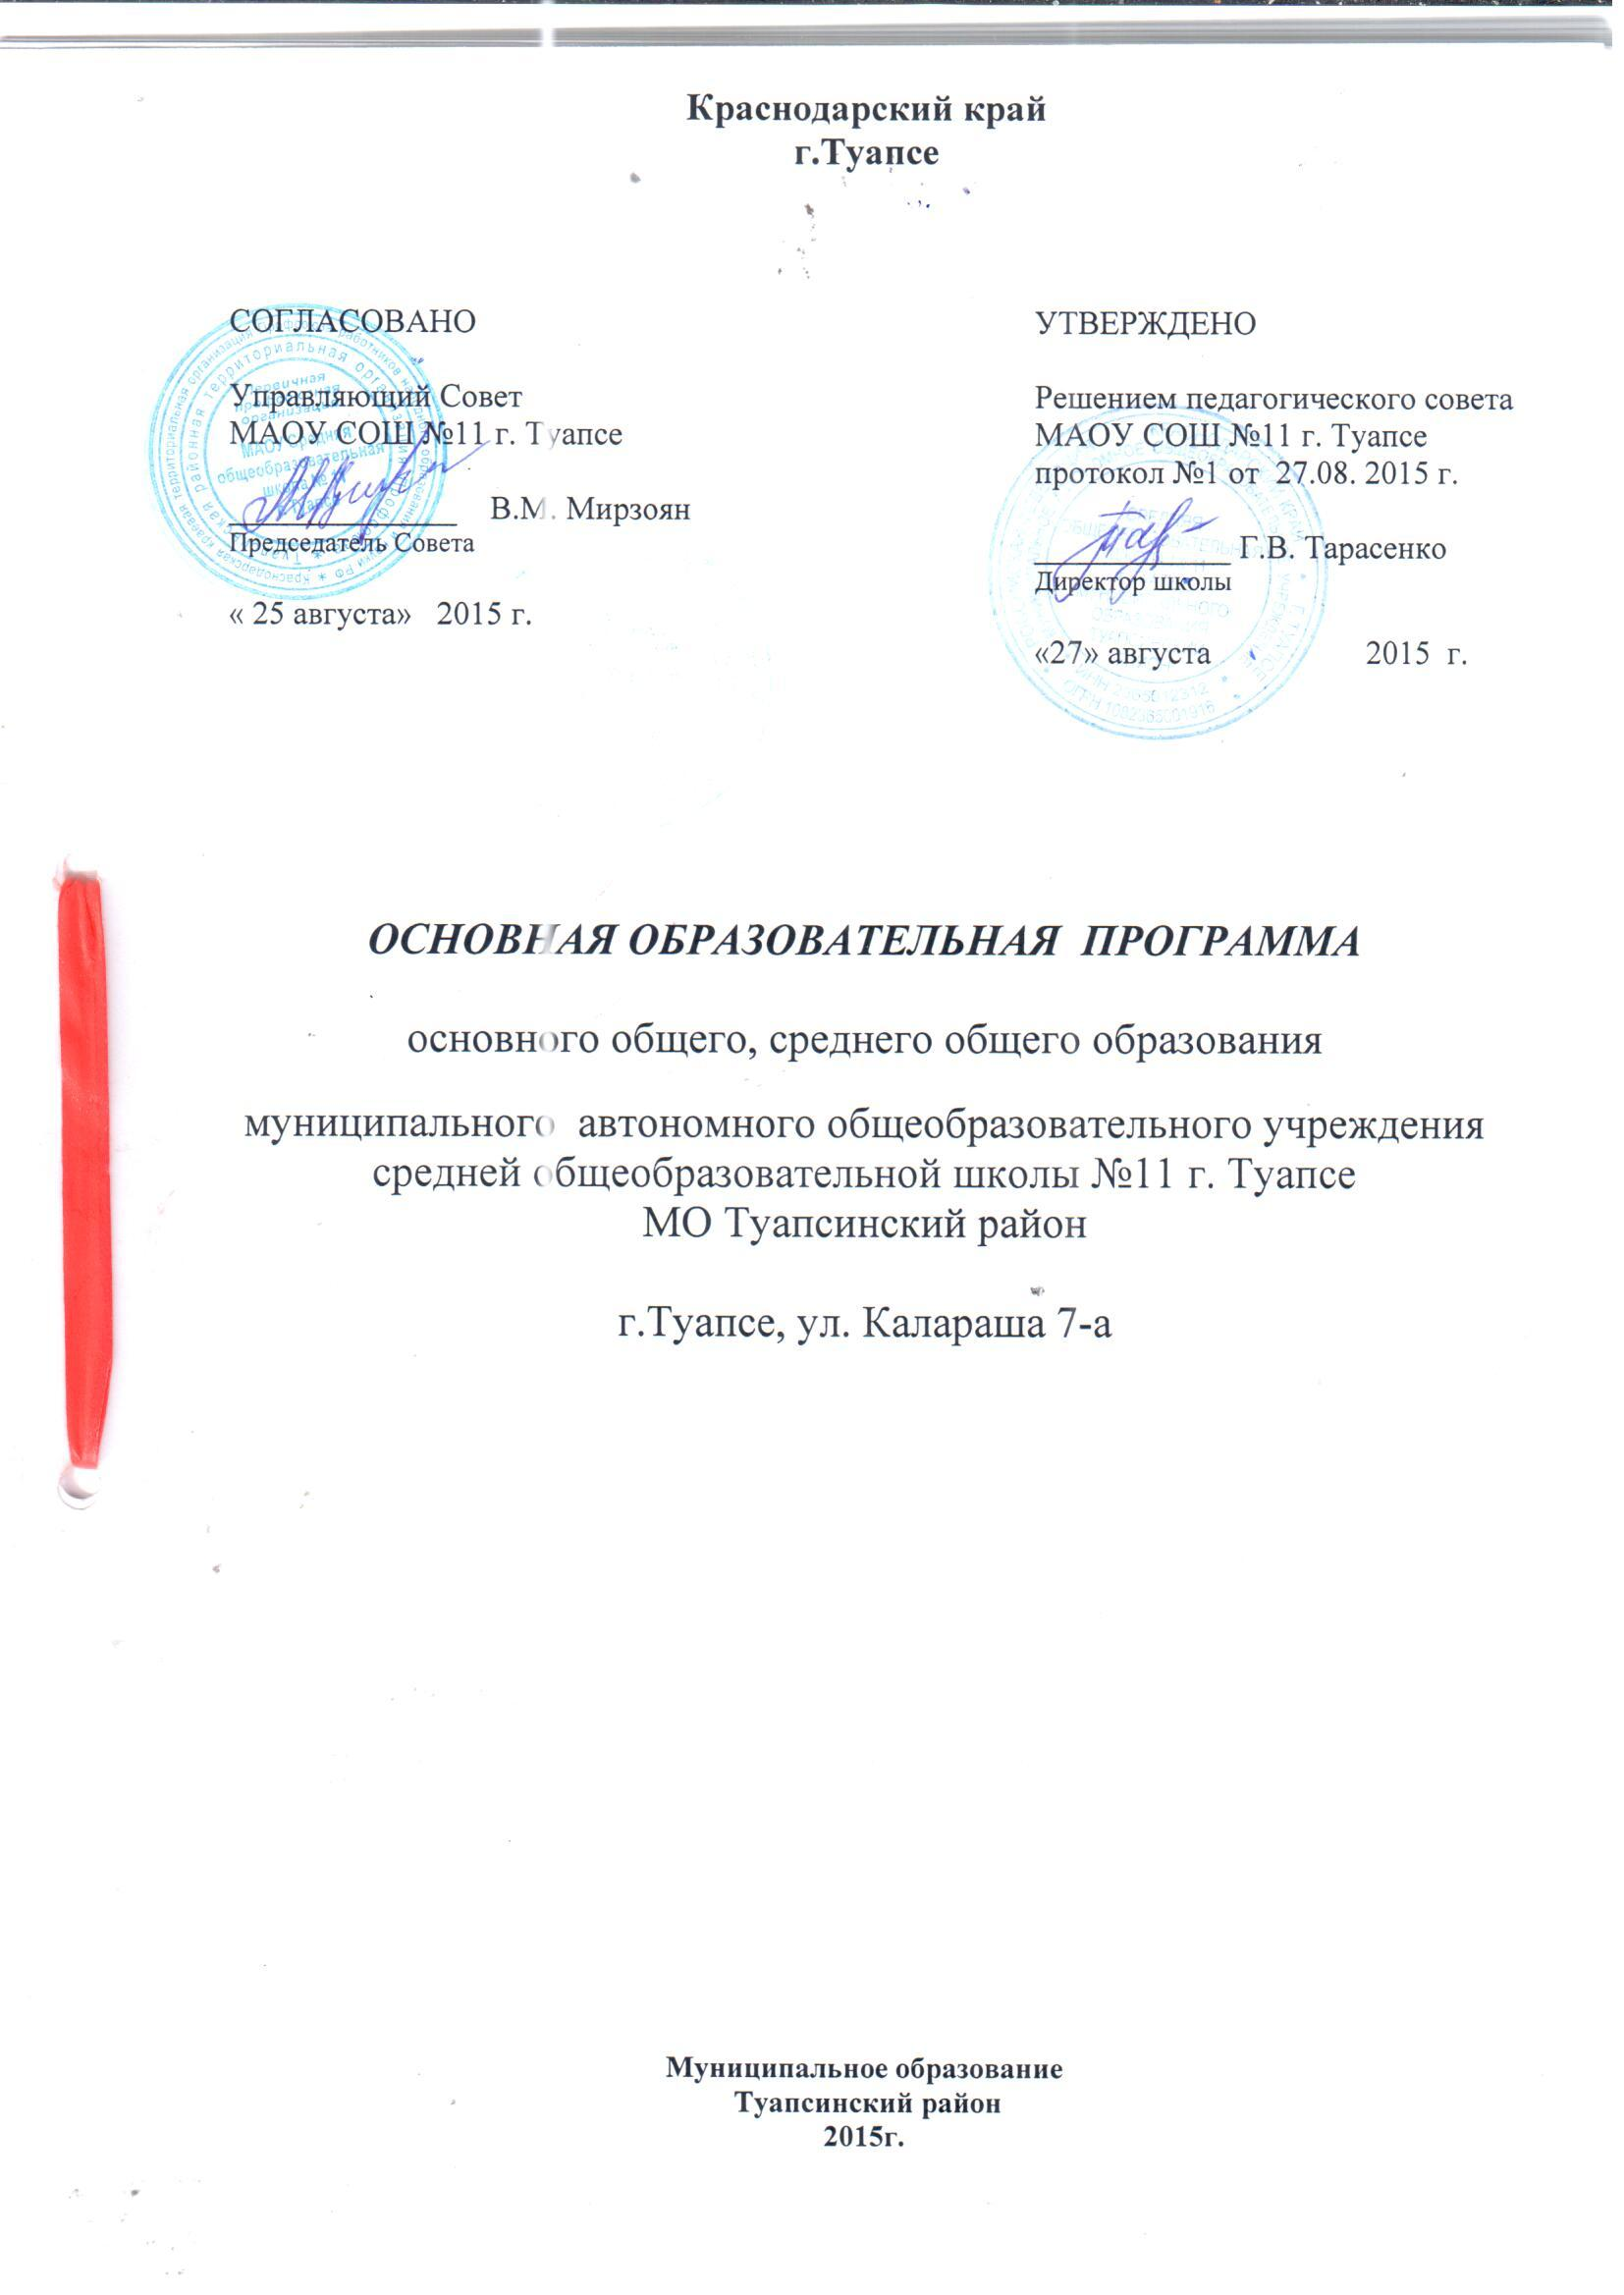 Краснодарский край
г.Туапсе
СОГЛАСОВАНО
Управляющий Совет
МАОУ СОШ №11 г. Туапсе
В.М. Мирзоян
Председатель Совета
« 25 августа» 2015 г.
УТВЕРЖДЕНО
Решением педагогического совета
МАОУ СОШ №11 г. Туапсе
протокол №1 от 27.08. 2015 г.
Г.В. Тарасенко
Директор школы
«27» августа 2015 г.
ОСНОВНАЯ ОБРАЗОВАТЕЛЬНАЯ ПРОГРАММА
основного общего, среднего общего образования
муниципального автономного общеобразовательного учреждения
средней общеобразовательной школы №11 г. Туапсе
МО Туапсинский район
г.Туапсе, ул. Калараша 7-а
Муниципальное образование
Туапсинский район
2015г.